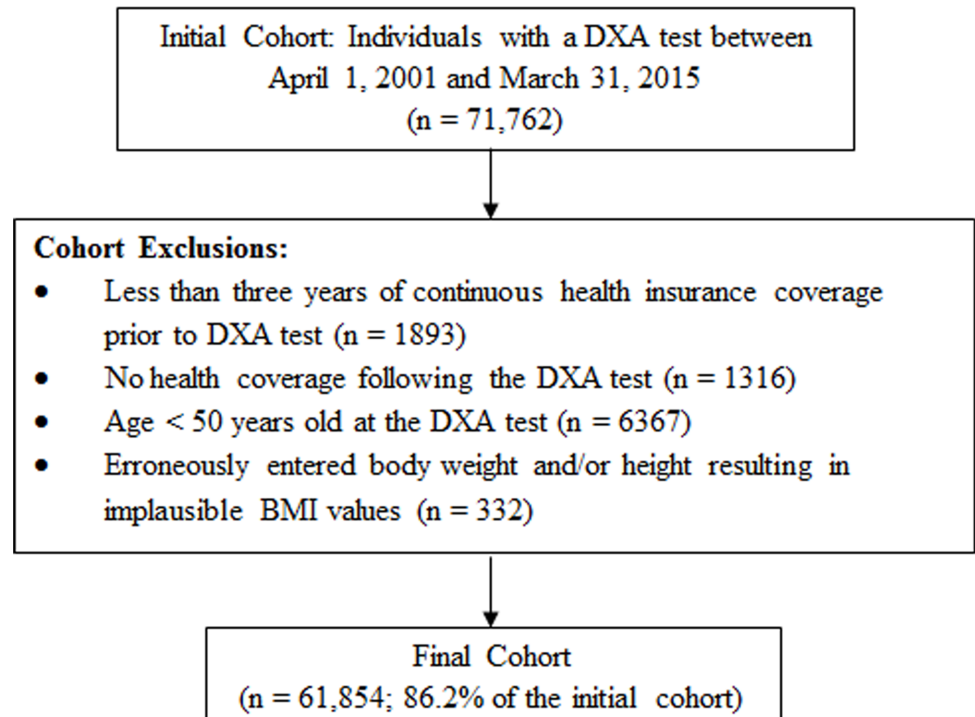 Initial Cohort: Individuals with a DXA test between
April 1, 2001 and March 31, 2015
(n = 71,762)
Cohort Exclusions:
• Less than three years of continuous health insurance coverage
prior to DXA test (n = 1893)
• No health coverage following the DXA test (n = 1316)
• Age < 50 years old at the DXA test (n = 6367)
• Erroneously entered body weight and/or height resulting in
implausible BMI values (n = 332)
Final Cohort
(n = 61,854; 86.2% of the initial cohort)